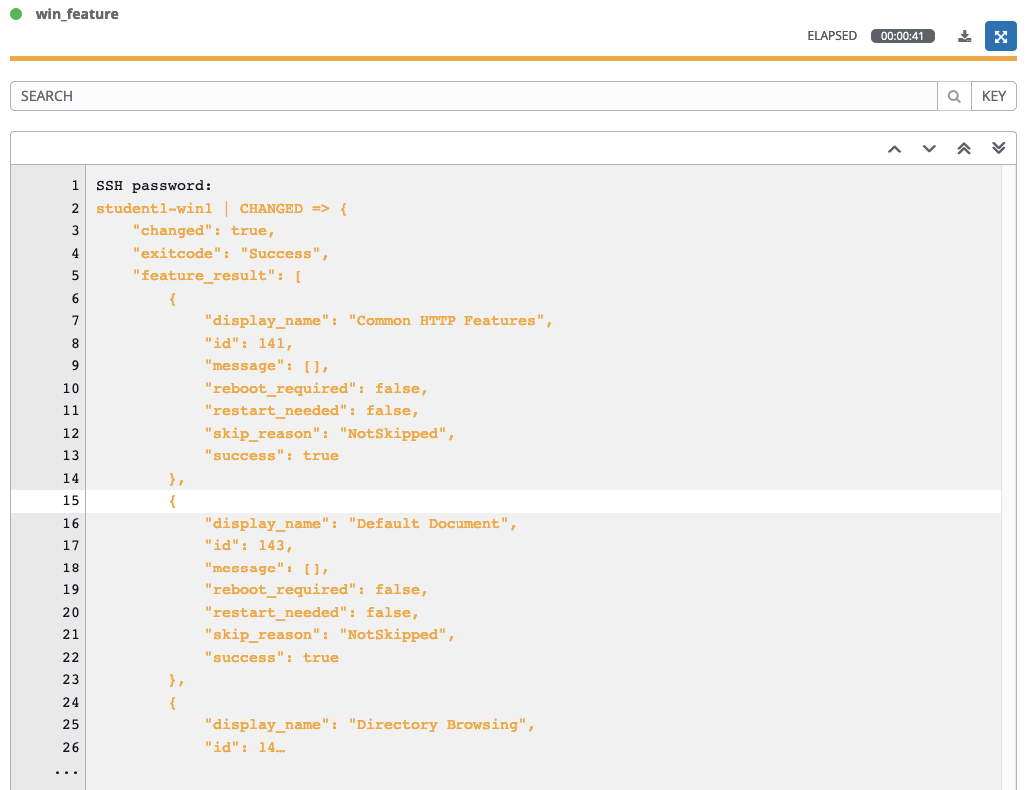 win_feature
ELAPSED 00:00:41
SEARCH KEY
1 SSH password:
2 student1-win1 | CHANGED => {
3     "changed": true,
4     "exitcode": "Success",
5     "feature_result": [
6         {
7             "display_name": "Common HTTP Features",
8             "id": 141,
9             "message": [],
10             "reboot_required": false,
11             "restart_needed": false,
12             "skip_reason": "NotSkipped",
13             "success": true
14         },
15         {
16             "display_name": "Default Document",
17             "id": 143,
18             "message": [],
19             "reboot_required": false,
20             "restart_needed": false,
21             "skip_reason": "NotSkipped",
22             "success": true
23         },
24         {
25             "display_name": "Directory Browsing",
26             "id": 14…
...